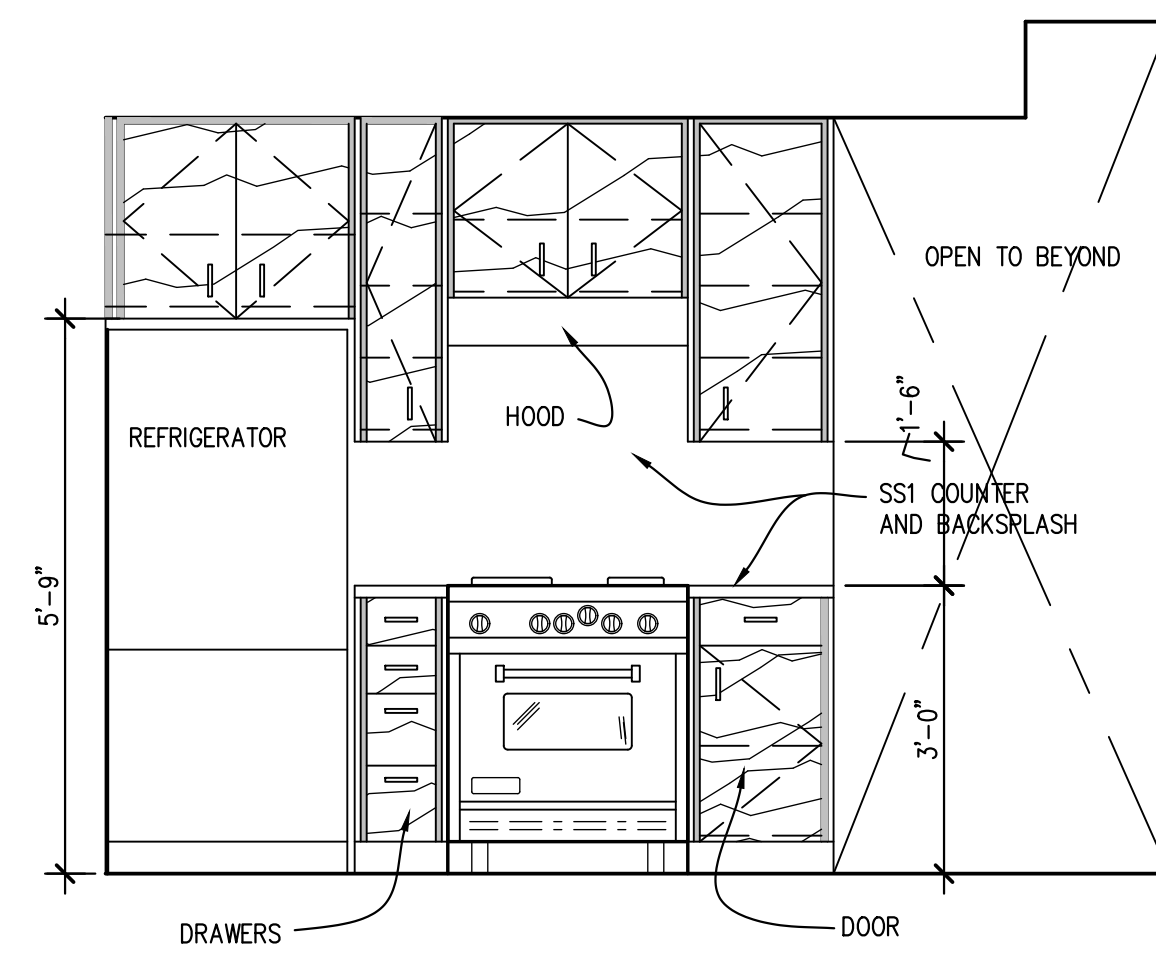 OPEN TO BEYOND
1'-6"
HOOD
REFRIGERATOR
SS1 COUNTER
AND BACKSPLASH
5'-9"
3'-0"
DRAWERS
DOOR